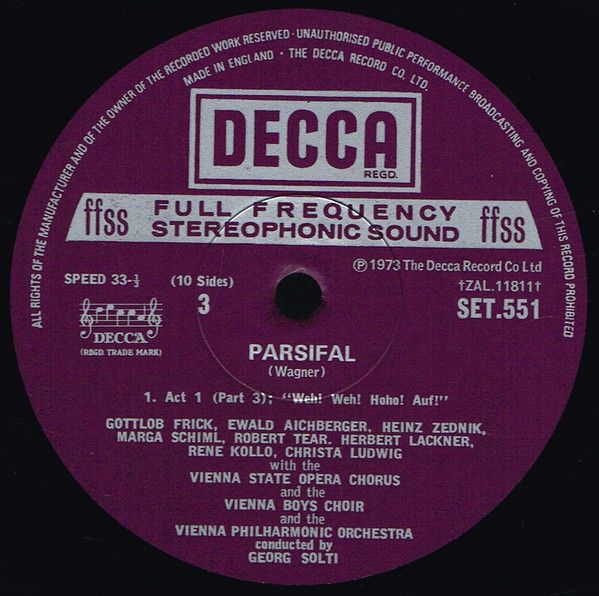 ALL RIGHTS OF THE MANUFACTURER AND OF THE OWNER OF THE RECORDED WORK RESERVED · UNAUTHORISED PUBLIC PERFORMANCE BROADCASTING AND COPYING OF THIS RECORD PROHIBITED
MADE IN ENGLAND · THE DECCA RECORD CO. LTD.
DECCA
REGD.
ffss FULL FREQUENCY ffss
STEREOPHONIC SOUND
Ⓟ 1973 The Decca Record Co Ltd
SPEED 33-⅓ (10 Sides) †ZAL.11811†
3 SET.551
DECCA
(REGD. TRADE MARK)
PARSIFAL
(Wagner)
1. Act 1 (Part 3); "Weh! Weh! Hoho! Auf!"
GOTTLOB FRICK, EWALD AICHBERGER, HEINZ ZEDNIK,
MARGA SCHIML, ROBERT TEAR. HERBERT LACKNER,
RENE KOLLO, CHRISTA LUDWIG
with the
VIENNA STATE OPERA CHORUS
and the
VIENNA BOYS CHOIR
and the
VIENNA PHILHARMONIC ORCHESTRA
conducted by
GEORG SOLTI